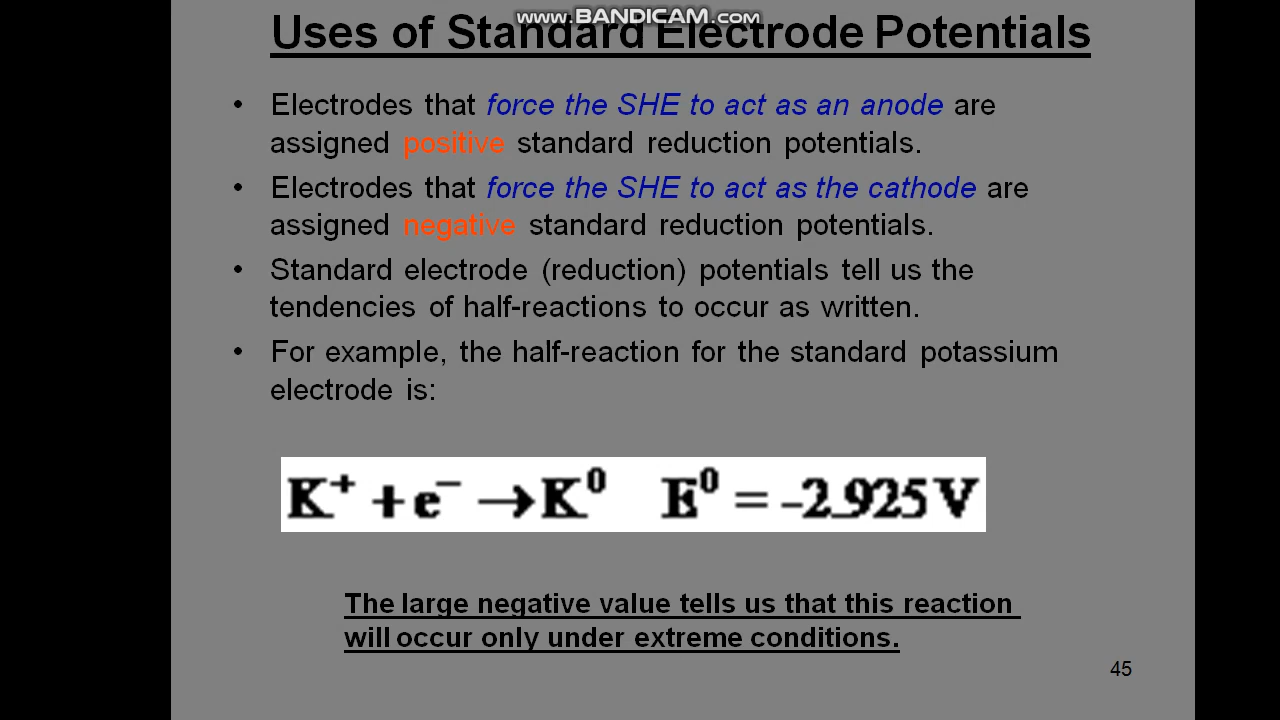 www.BANDICAM.com
Uses of Standard Electrode Potentials
• Electrodes that force the SHE to act as an anode are
assigned positive standard reduction potentials.
• Electrodes that force the SHE to act as the cathode are
assigned negative standard reduction potentials.
• Standard electrode (reduction) potentials tell us the
tendencies of half-reactions to occur as written.
• For example, the half-reaction for the standard potassium
electrode is:
K⁺ + e⁻ → K⁰ E⁰ = -2.925 V
The large negative value tells us that this reaction
will occur only under extreme conditions.
45